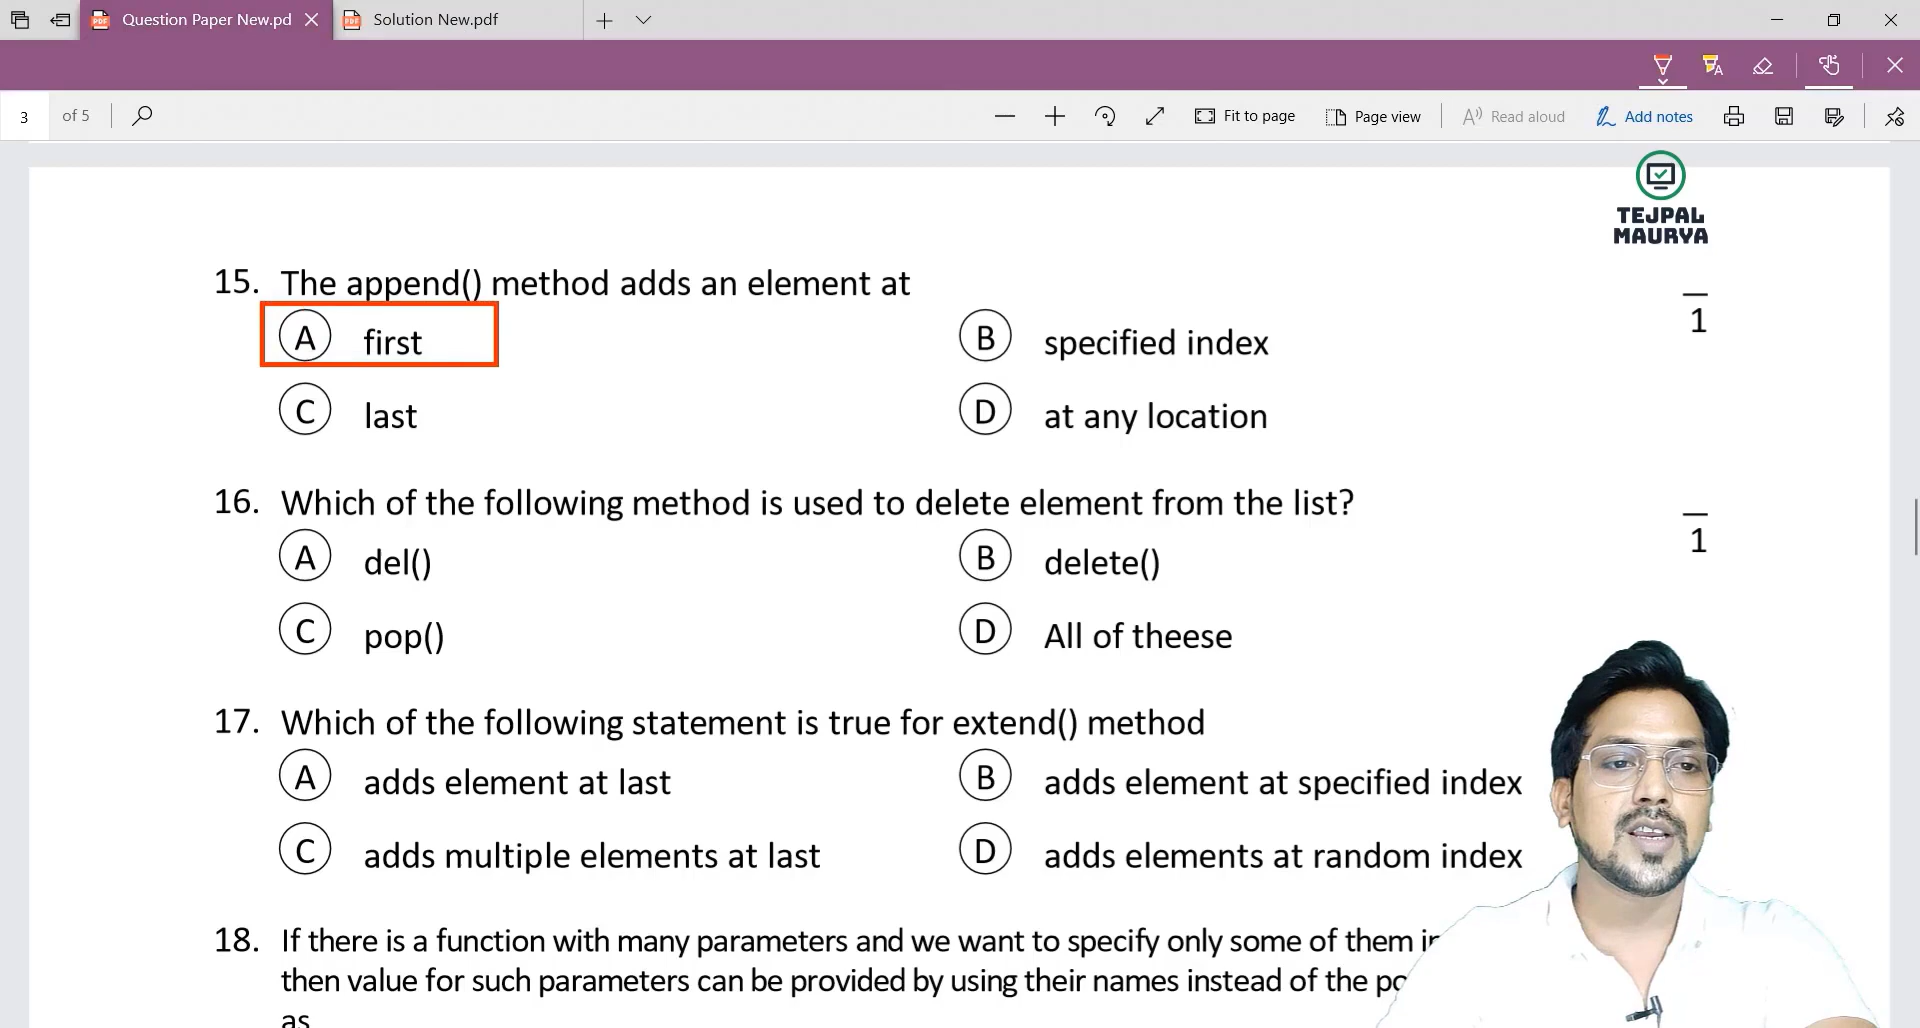 Question Paper New.pd
Solution New.pdf
3 of 5
Fit to page
Page view
Read aloud
Add notes
TEJPAL
MAURYA
15. The append() method adds an element at
1
A first
B specified index
C last
D at any location
16. Which of the following method is used to delete element from the list?
1
A del()
B delete()
C pop()
D All of theese
17. Which of the following statement is true for extend() method
A adds element at last
B adds element at specified index
C adds multiple elements at last
D adds elements at random index
18. If there is a function with many parameters and we want to specify only some of them
then value for such parameters can be provided by using their names instead of the
as